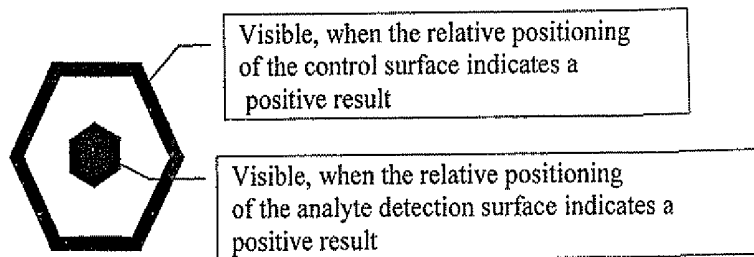 Visible, when the relative positioning
of the control surface indicates a
positive result
Visible, when the relative positioning
of the analyte detection surface indicates a
positive result